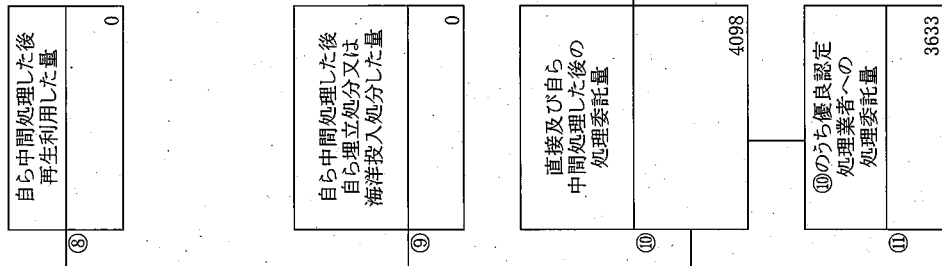 自ら中間処理した後
再生利用した量
0
⑧
自ら中間処理した後
自ら埋立処分又は
海洋投入処分した量
0
⑨
直接及び自ら
中間処理した後の
処理委託量
4098
⑩
⑩のうち優良認定
処理業者への
処理委託量
3633
⑪